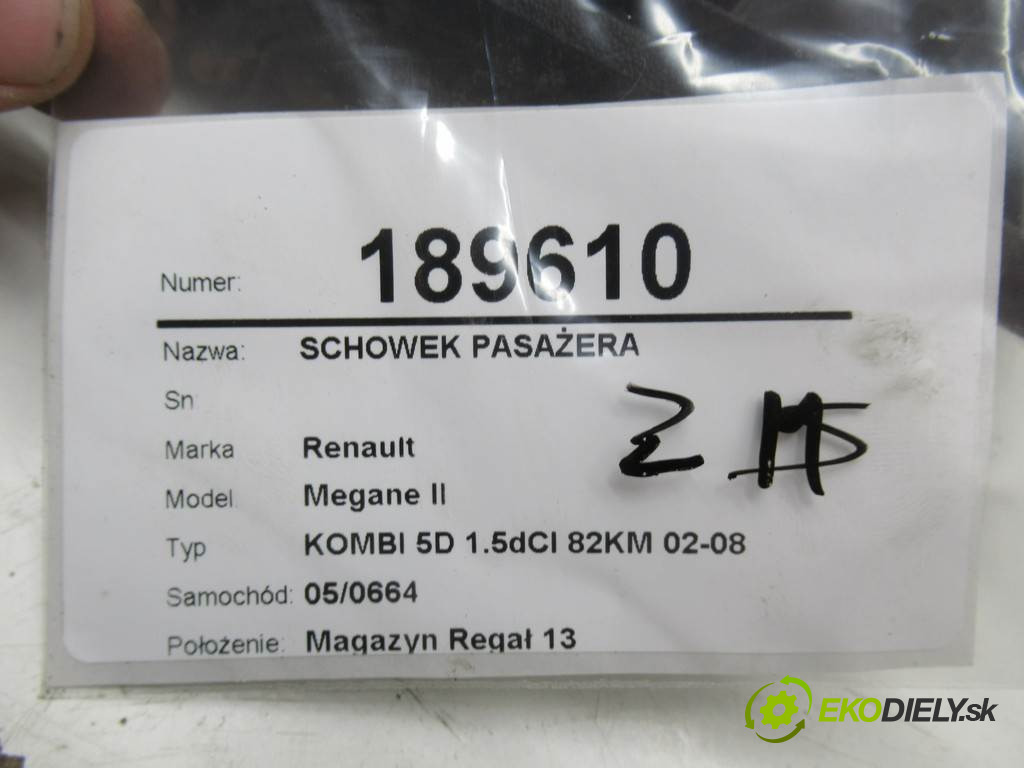 Numer: 189610
Nazwa: SCHOWEK PASAŻERA
Sn
Marka Renault
Model Megane II
Typ KOMBI 5D 1.5dCI 82KM 02-08
Samochód: 05/0664
Położenie: Magazyn Regał 13
EKODIELY.sk